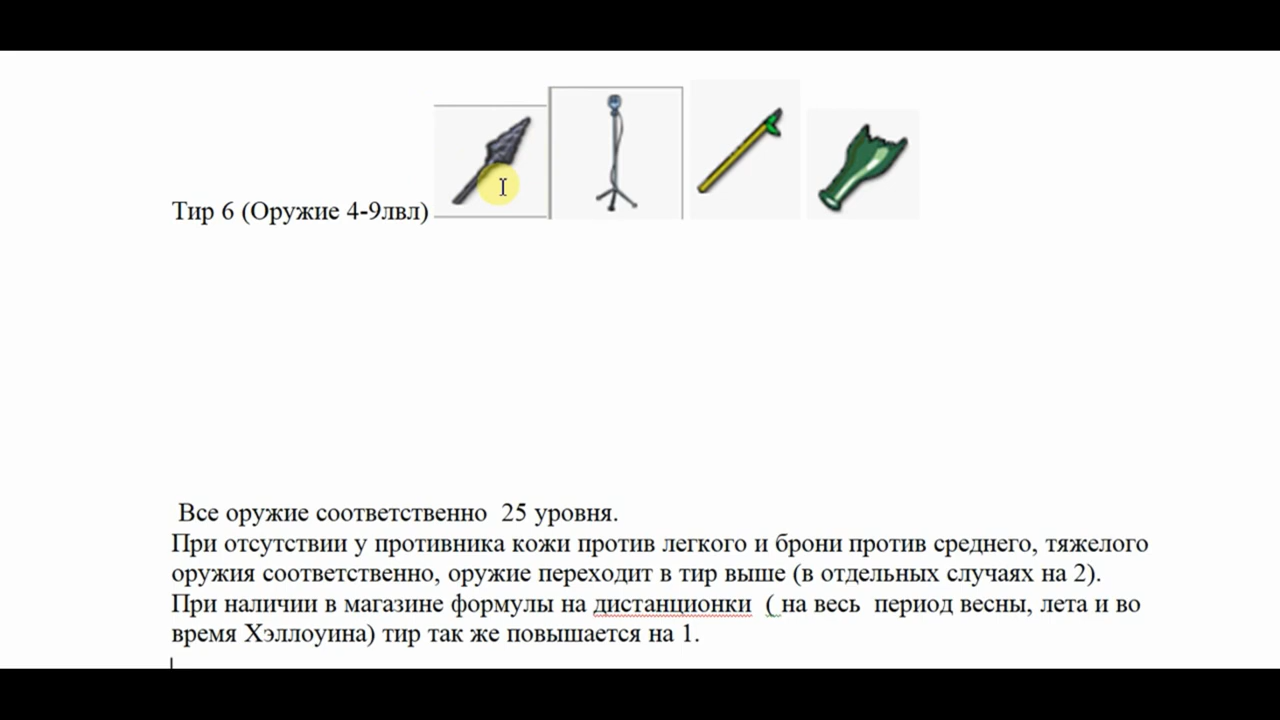 Тир 6 (Оружие 4-9лвл)
Все оружие соответственно 25 уровня.
При отсутствии у противника кожи против легкого и брони против среднего, тяжелого
оружия соответственно, оружие переходит в тир выше (в отдельных случаях на 2).
При наличии в магазине формулы на дистанционки ( на весь период весны, лета и во
время Хэллоуина) тир так же повышается на 1.